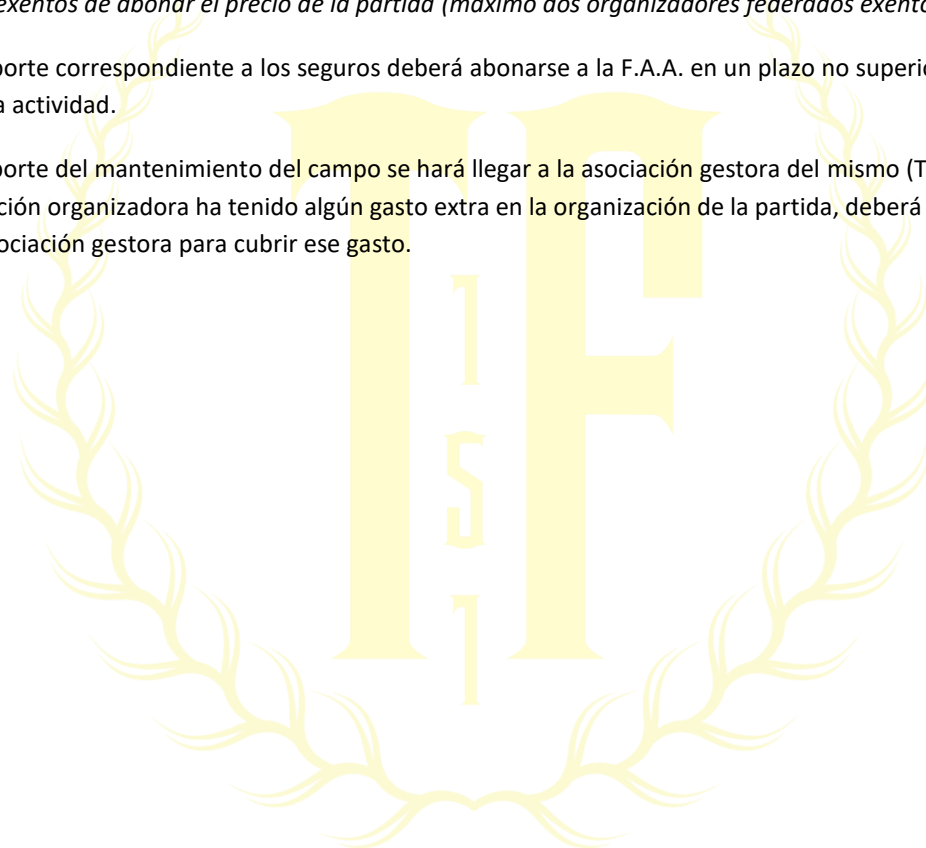 exentos de abonar el precio de la partida (máximo dos organizadores federados exento
porte correspondiente a los seguros deberá abonarse a la F.A.A. en un plazo no superio
a actividad.
porte del mantenimiento del campo se hará llegar a la asociación gestora del mismo (T
ción organizadora ha tenido algún gasto extra en la organización de la partida, deberá
sociación gestora para cubrir ese gasto.
TF
1
S
1